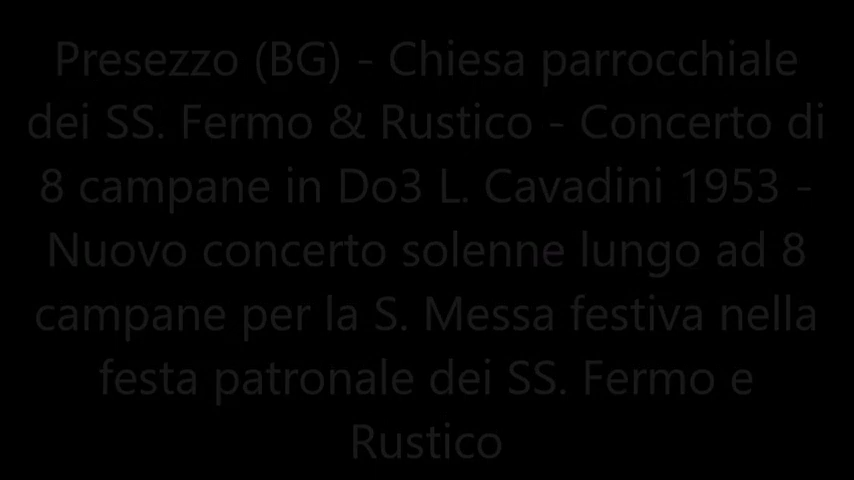 Presezzo (BG) - Chiesa parrocchiale
dei SS. Fermo & Rustico - Concerto di
8 campane in Do3 L. Cavadini 1953 -
Nuovo concerto solenne lungo ad 8
campane per la S. Messa festiva nella
festa patronale dei SS. Fermo e
Rustico